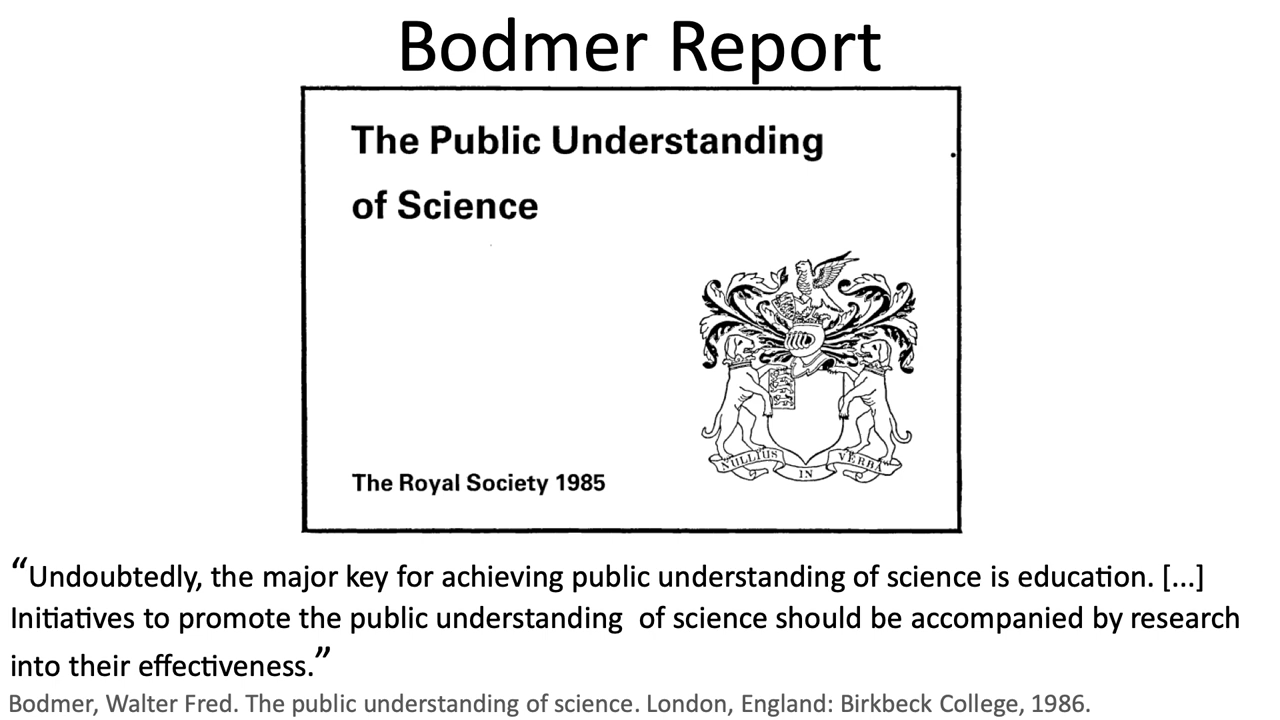 Bodmer Report
The Public Understanding
of Science
NULLIUS IN VERBA
The Royal Society 1985
“Undoubtedly, the major key for achieving public understanding of science is education. [...]
Initiatives to promote the public understanding  of science should be accompanied by research
into their effectiveness.”
Bodmer, Walter Fred. The public understanding of science. London, England: Birkbeck College, 1986.